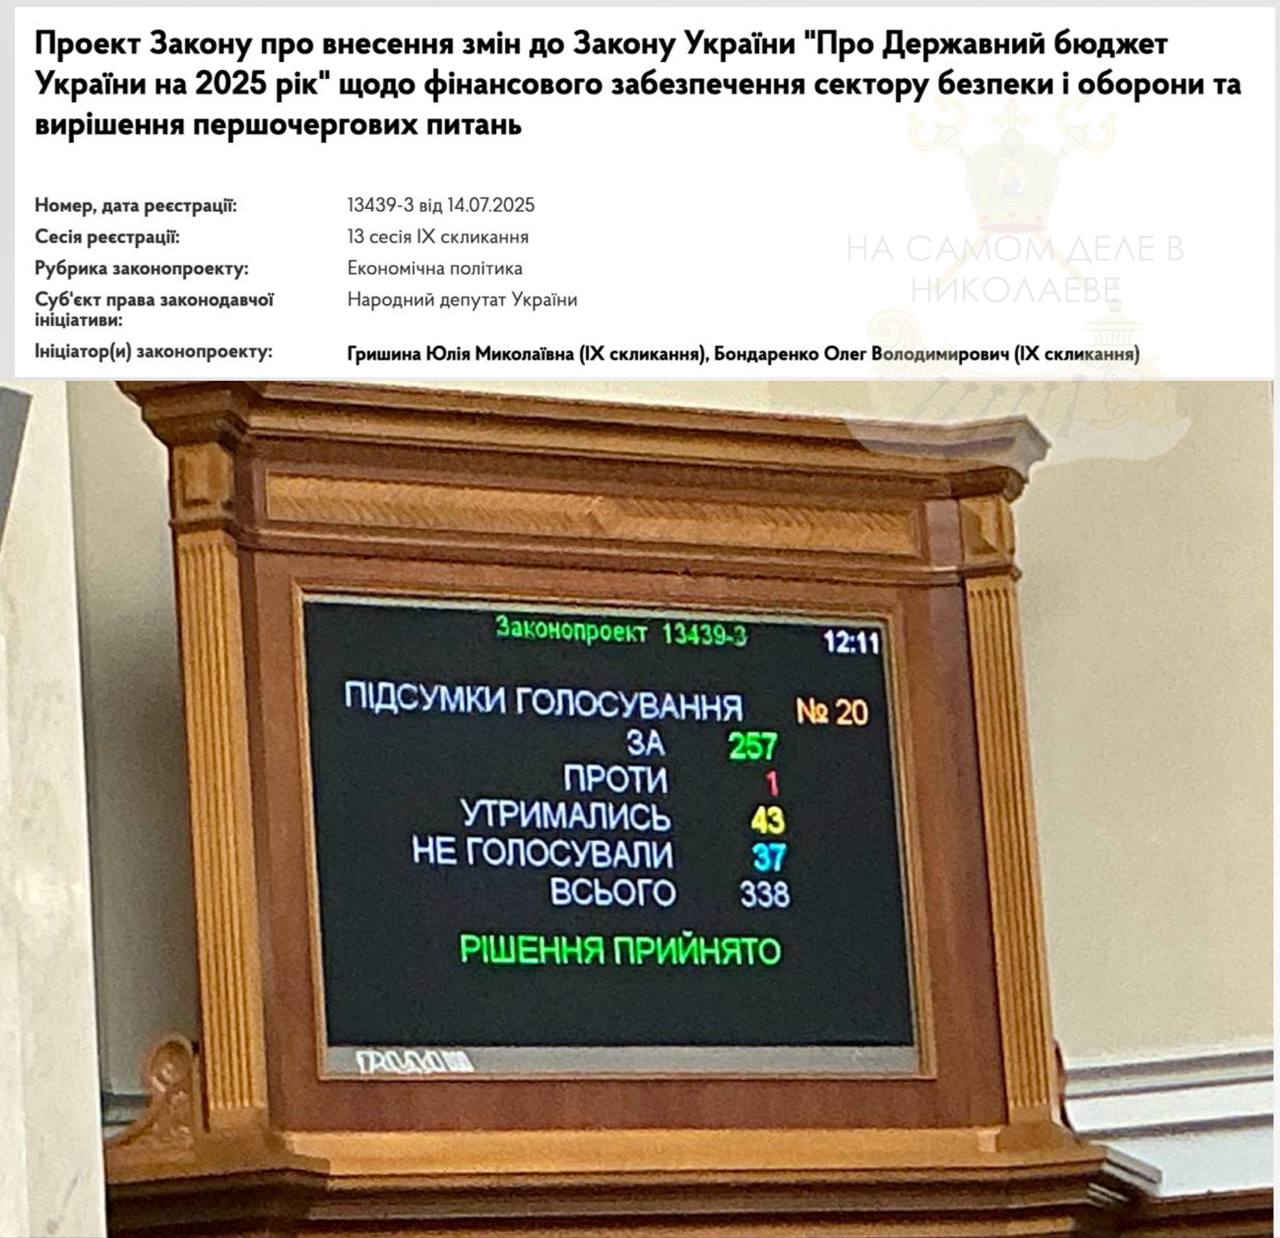 Проект Закону про внесення змін до Закону України "Про Державний бюджет
України на 2025 рік" щодо фінансового забезпечення сектору безпеки і оборони та
вирішення першочергових питань
Номер, дата реєстрації: 13439-3 від 14.07.2025
Сесія реєстрації: 13 сесія IX скликання
Рубрика законопроекту: Економічна політика
Суб'єкт права законодавчої Народний депутат України
ініціативи:
Ініціатор(и) законопроекту: Гришина Юлія Миколаївна (IX скликання), Бондаренко Олег Володимирович (IX скликання)
НА САМОМ ДЕЛЕ В
НИКОЛАЕВЕ
Законопроект 13439-3 12:11
ПІДСУМКИ ГОЛОСУВАННЯ № 20
ЗА 257
ПРОТИ 1
УТРИМАЛИСЬ 43
НЕ ГОЛОСУВАЛИ 37
ВСЬОГО 338
РІШЕННЯ ПРИЙНЯТО